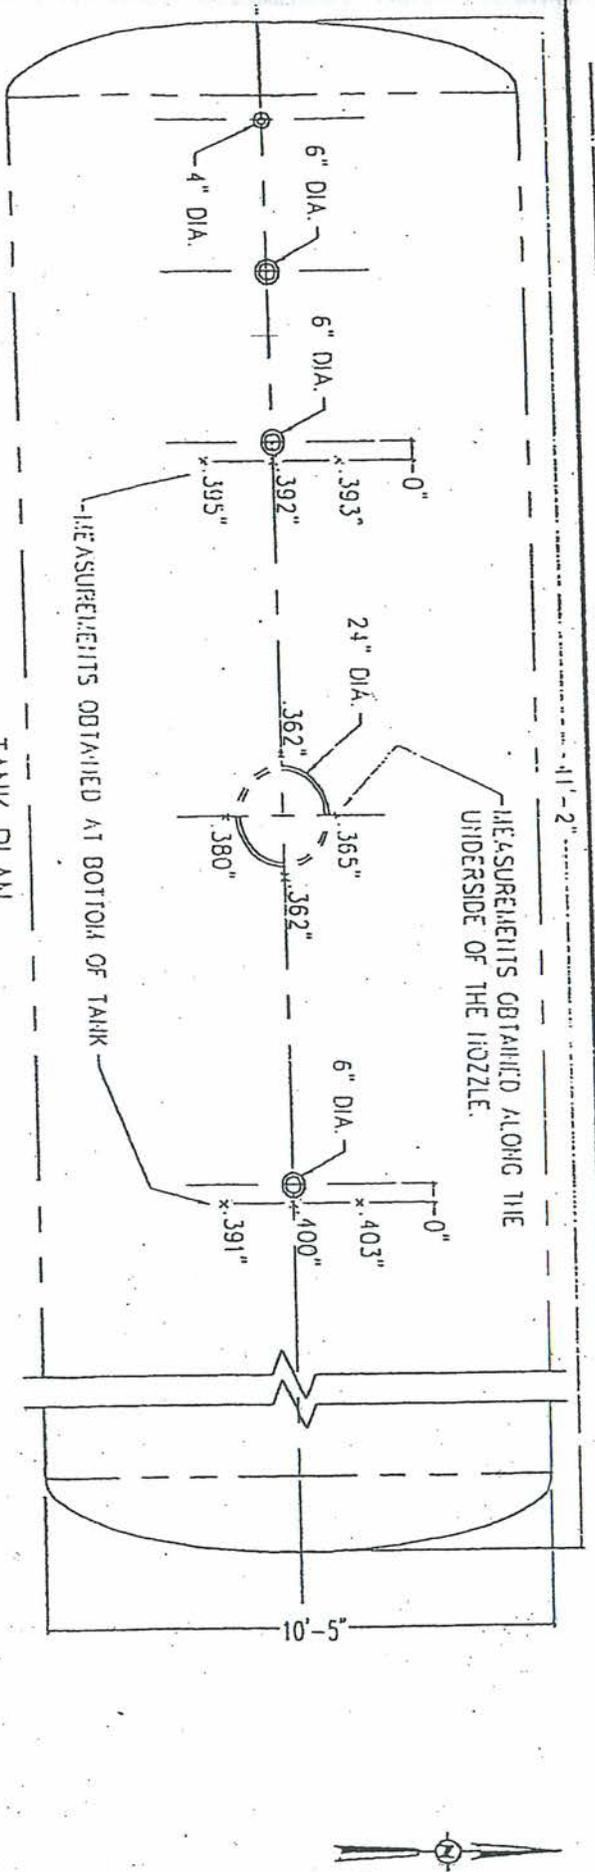 4" DIA.
6" DIA.
6" DIA.
0"
.393"
.392"
.395"
24" DIA.
.362"
.365"
.380"
.362"
MEASUREMENTS OBTAINED ALONG THE
UNDERSIDE OF THE NOZZLE.
MEASUREMENTS OBTAINED AT BOTTOM OF TANK
6" DIA.
0"
.403"
.400"
.391"
41'-2"
10'-5"
TANK PLAN
N